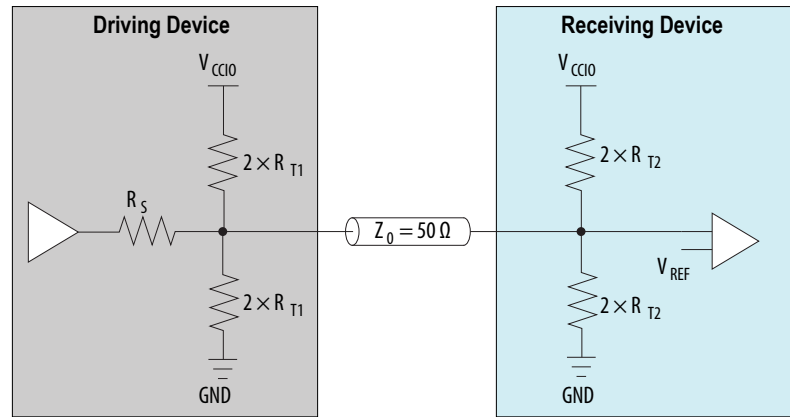 Driving Device
V CCIO
2 × R T1
R S
2 × R T1
GND
Z 0 = 50 Ω
Receiving Device
V CCIO
2 × R T2
V REF
2 × R T2
GND